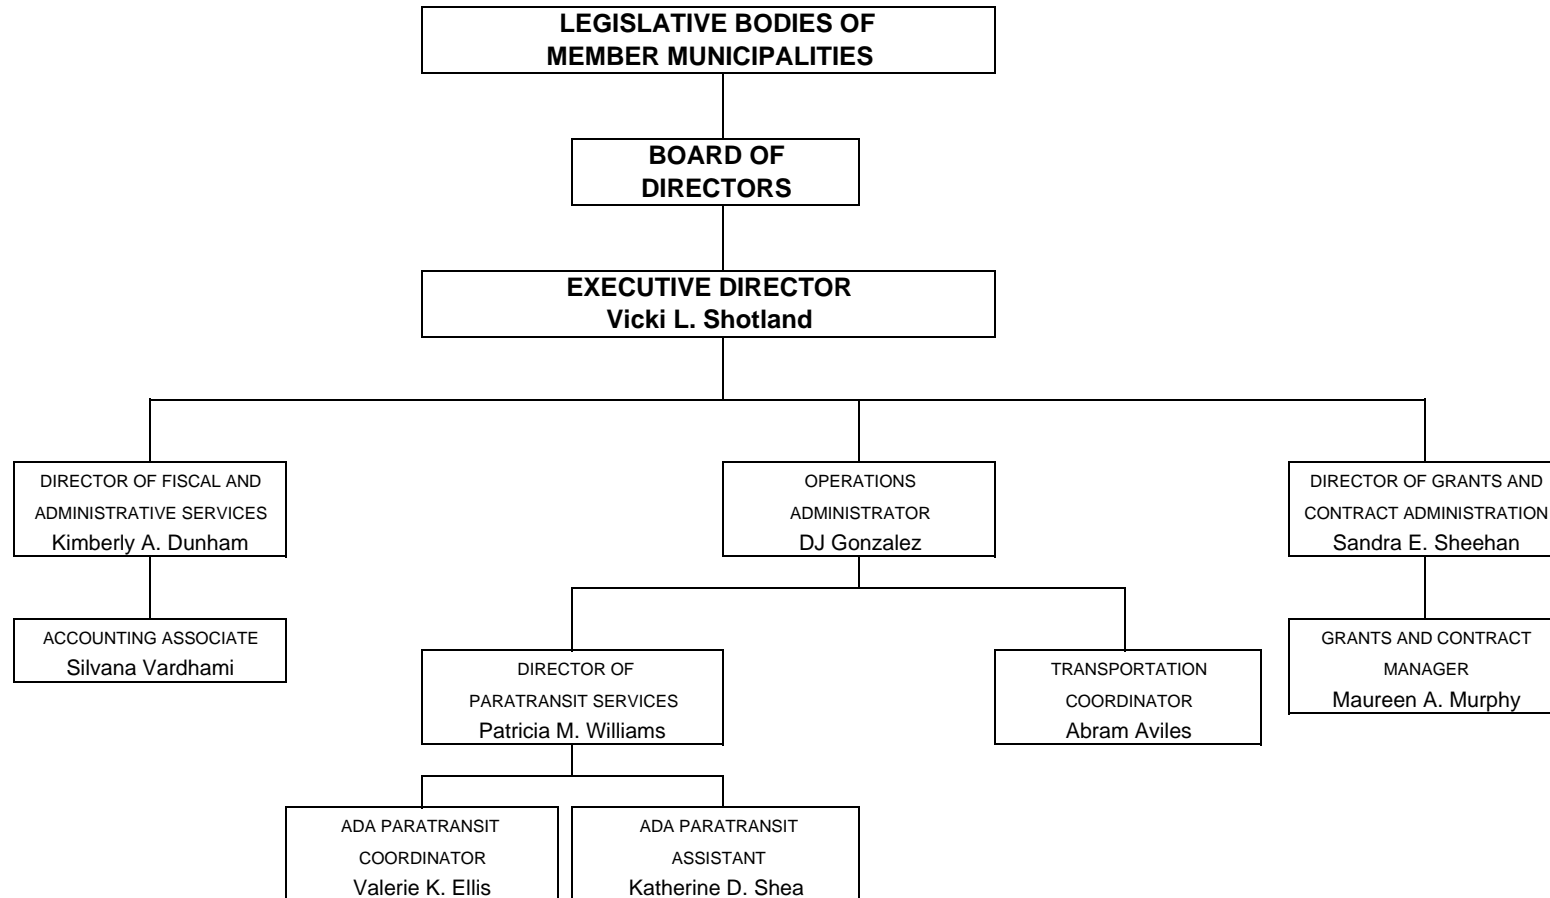 LEGISLATIVE BODIES OF
MEMBER MUNICIPALITIES
BOARD OF
DIRECTORS
EXECUTIVE DIRECTOR
Vicki L. Shotland
DIRECTOR OF FISCAL AND
ADMINISTRATIVE SERVICES
Kimberly A. Dunham
OPERATIONS
ADMINISTRATOR
DJ Gonzalez
DIRECTOR OF GRANTS AND
CONTRACT ADMINISTRATION
Sandra E. Sheehan
ACCOUNTING ASSOCIATE
Silvana Vardhami
GRANTS AND CONTRACT
MANAGER
Maureen A. Murphy
DIRECTOR OF
PARATRANSIT SERVICES
Patricia M. Williams
TRANSPORTATION
COORDINATOR
Abram Aviles
ADA PARATRANSIT
COORDINATOR
Valerie K. Ellis
ADA PARATRANSIT
ASSISTANT
Katherine D. Shea